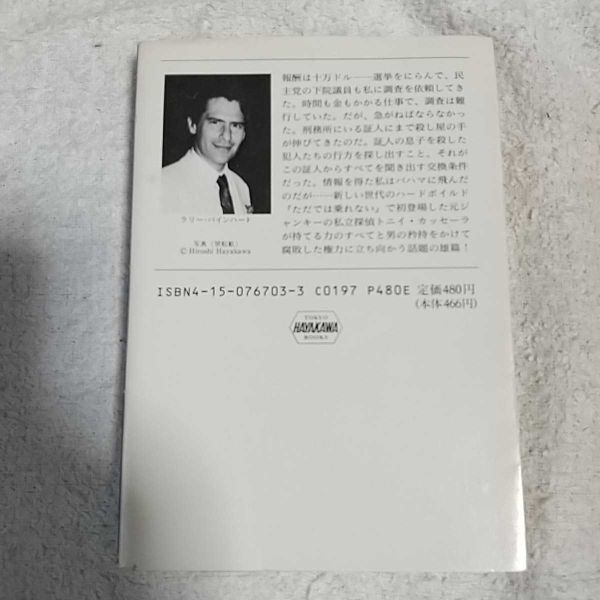 報酬は十万ドル――選挙をにらんで、民
主党の下院議員も私に調査を依頼してき
た。時間も金もかかる仕事で、調査は難
行していた。だが、急がねばならなかっ
た。刑務所にいる証人にまで殺し屋の手
が伸びてきたのだ。証人の息子を殺した
犯人たちの行方を探し出すこと、それが
この証人からすべてを聞き出す交換条件
だった。情報を得た私はバハマに飛んだ
のだが――新しい世代のハードボイルド
『ただでは乗れない』で初登場した元ジャ
ンキーの私立探偵トニイ・カッセーラ
が持てる力のすべてと男の矜持をかけて
腐敗した権力に立ち向かう話題の雄篇！
ラリー・バインハート
©Hiroshi Hayakawa
ISBN4-15-076703-3 C0197 P480E 定価480円
(本体466円)
TOKYO
HAYAKAWA
BOOKS